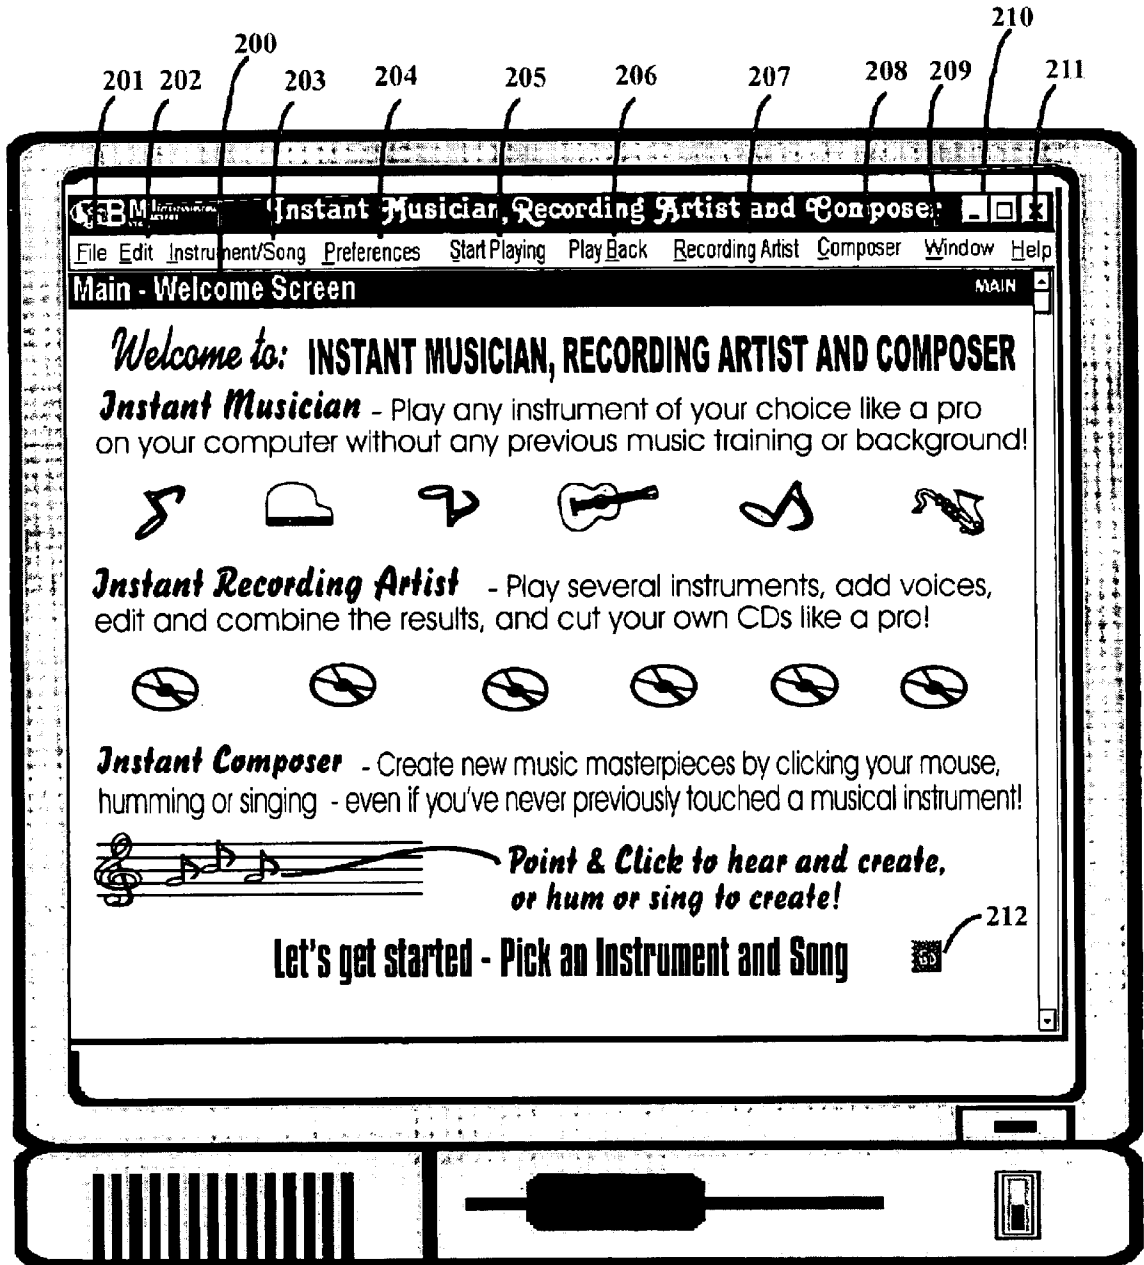 210
200
201 202 203 204 205 206 207 208 209 211
Instant Musician, Recording Artist and Composer
File Edit Instrument/Song Preferences Start Playing Play Back Recording Artist Composer Window Help
Main - Welcome Screen MAIN
Welcome to: INSTANT MUSICIAN, RECORDING ARTIST AND COMPOSER
Instant Musician - Play any instrument of your choice like a pro
on your computer without any previous music training or background!
Instant Recording Artist - Play several instruments, add voices,
edit and combine the results, and cut your own CDs like a pro!
Instant Composer - Create new music masterpieces by clicking your mouse,
humming or singing - even if you've never previously touched a musical instrument!
Point & Click to hear and create,
or hum or sing to create!
212
Let's get started - Pick an Instrument and Song